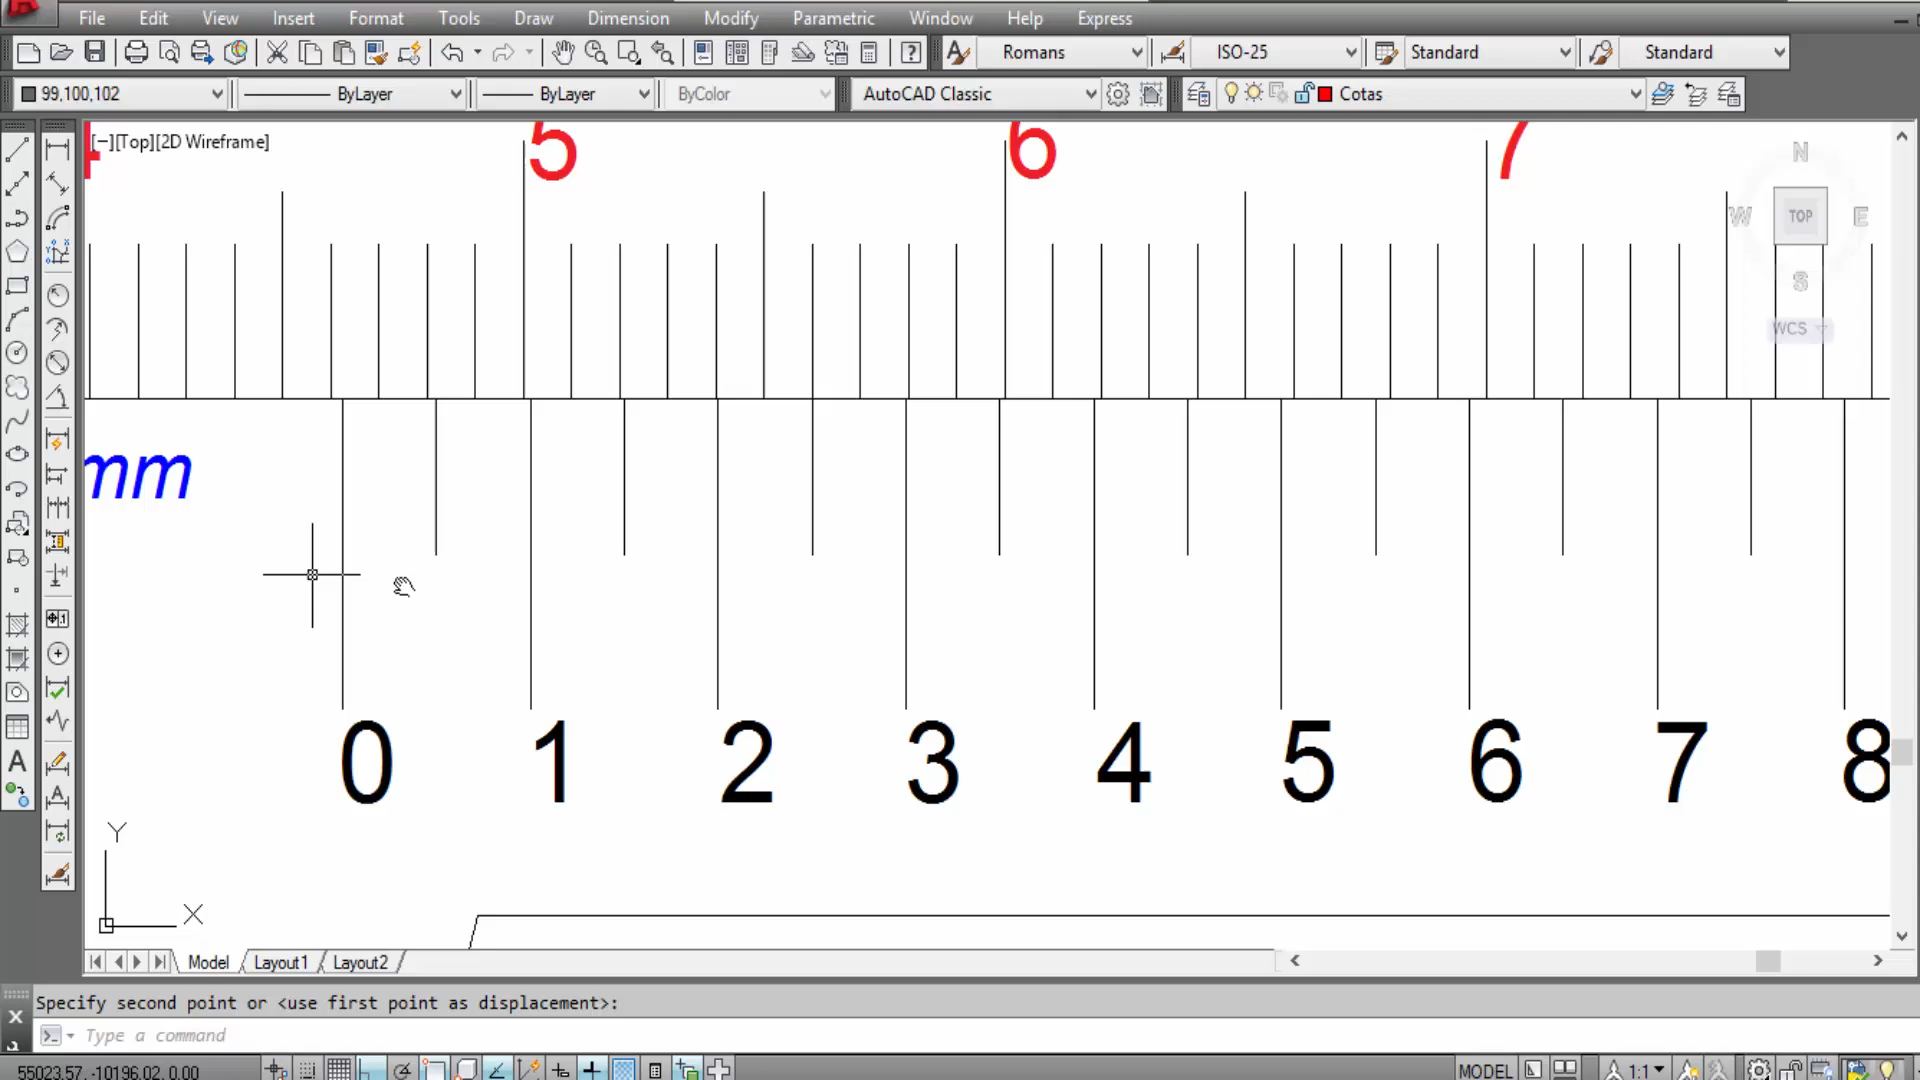 File Edit View Insert Format Tools Draw Dimension Modify Parametric Window Help Express
Romans ISO-25 Standard Standard
99,100,102 ByLayer ByLayer ByColor AutoCAD Classic Cotas
[−][Top][2D Wireframe]
4 5 6 7
N
W TOP E
S
WCS
mm
0 1 2 3 4 5 6 7 8
Y
X
Model Layout1 Layout2
Specify second point or <use first point as displacement>:
Type a command
55023.57, -10196.02, 0.00 MODEL 1:1